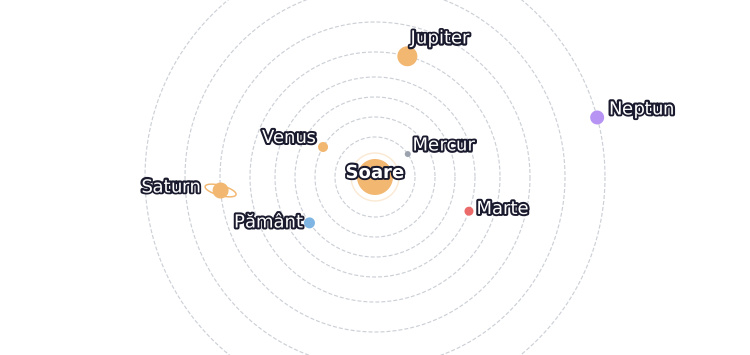 Jupiter
Neptun
Venus
Mercur
Soare
Saturn
Marte
Pământ